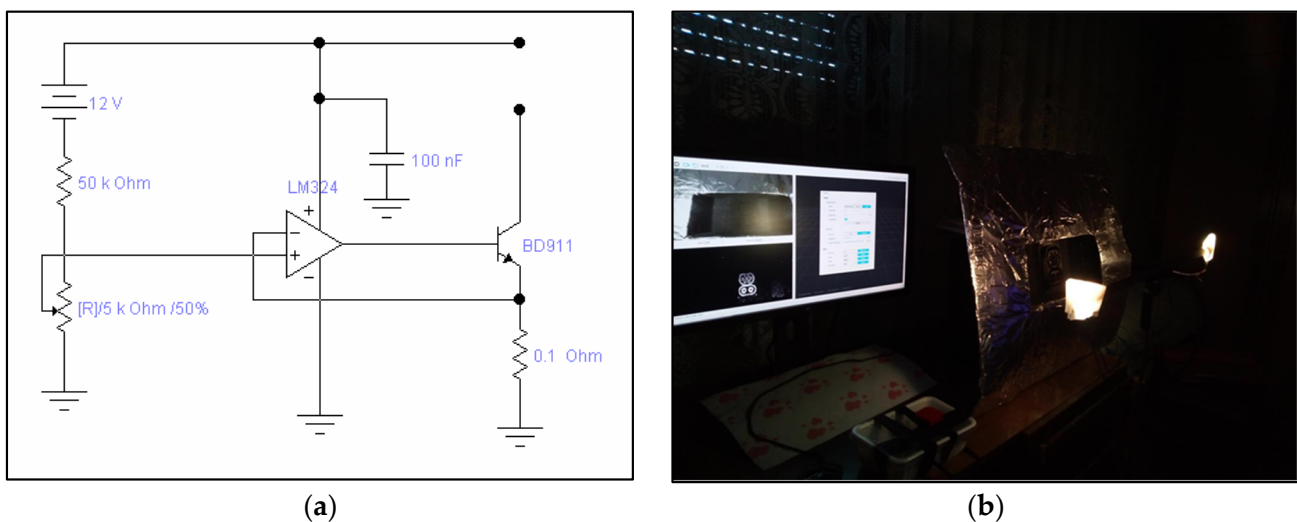 12 V
50 k Ohm
100 nF
LM324
+
−
+
−
BD911
[R]/5 k Ohm /50%
0.1 Ohm
(a)
(b)